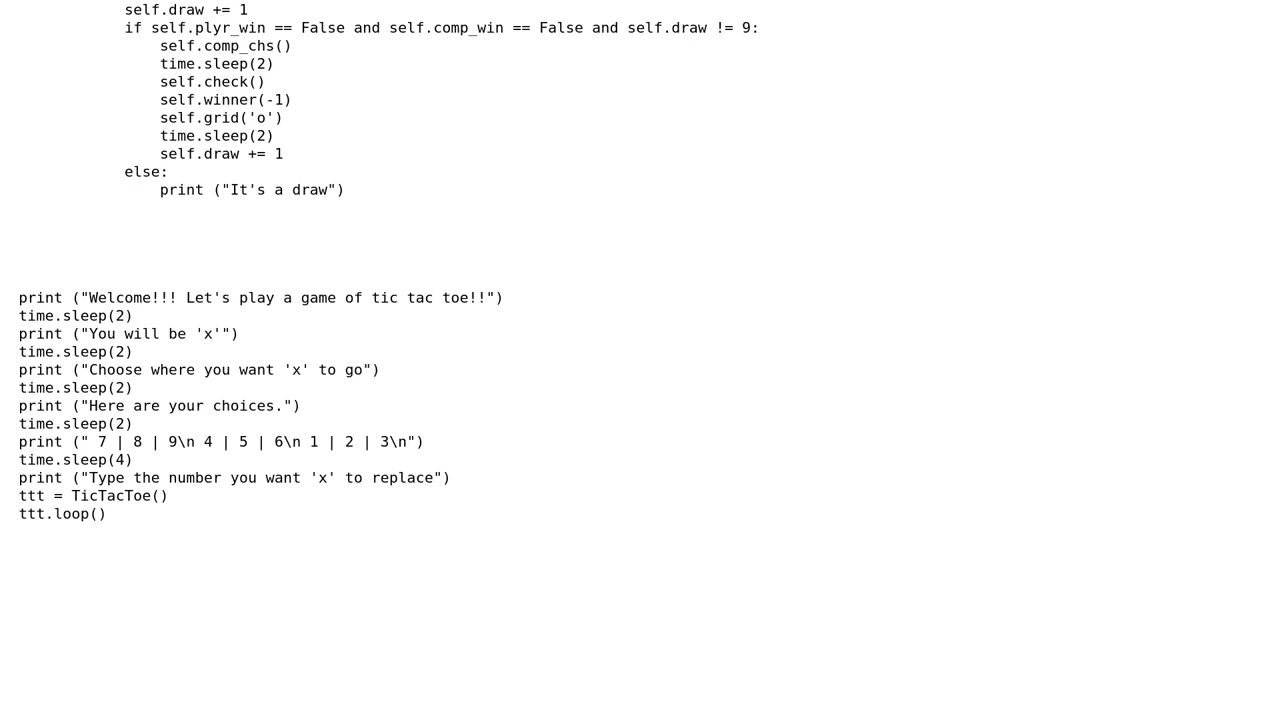 self.draw += 1
if self.plyr_win == False and self.comp_win == False and self.draw != 9:
self.comp_chs()
time.sleep(2)
self.check()
self.winner(-1)
self.grid('o')
time.sleep(2)
self.draw += 1
else:
print ("It's a draw")
print ("Welcome!!! Let's play a game of tic tac toe!!")
time.sleep(2)
print ("You will be 'x'")
time.sleep(2)
print ("Choose where you want 'x' to go")
time.sleep(2)
print ("Here are your choices.")
time.sleep(2)
print (" 7 | 8 | 9\n 4 | 5 | 6\n 1 | 2 | 3\n")
time.sleep(4)
print ("Type the number you want 'x' to replace")
ttt = TicTacToe()
ttt.loop()